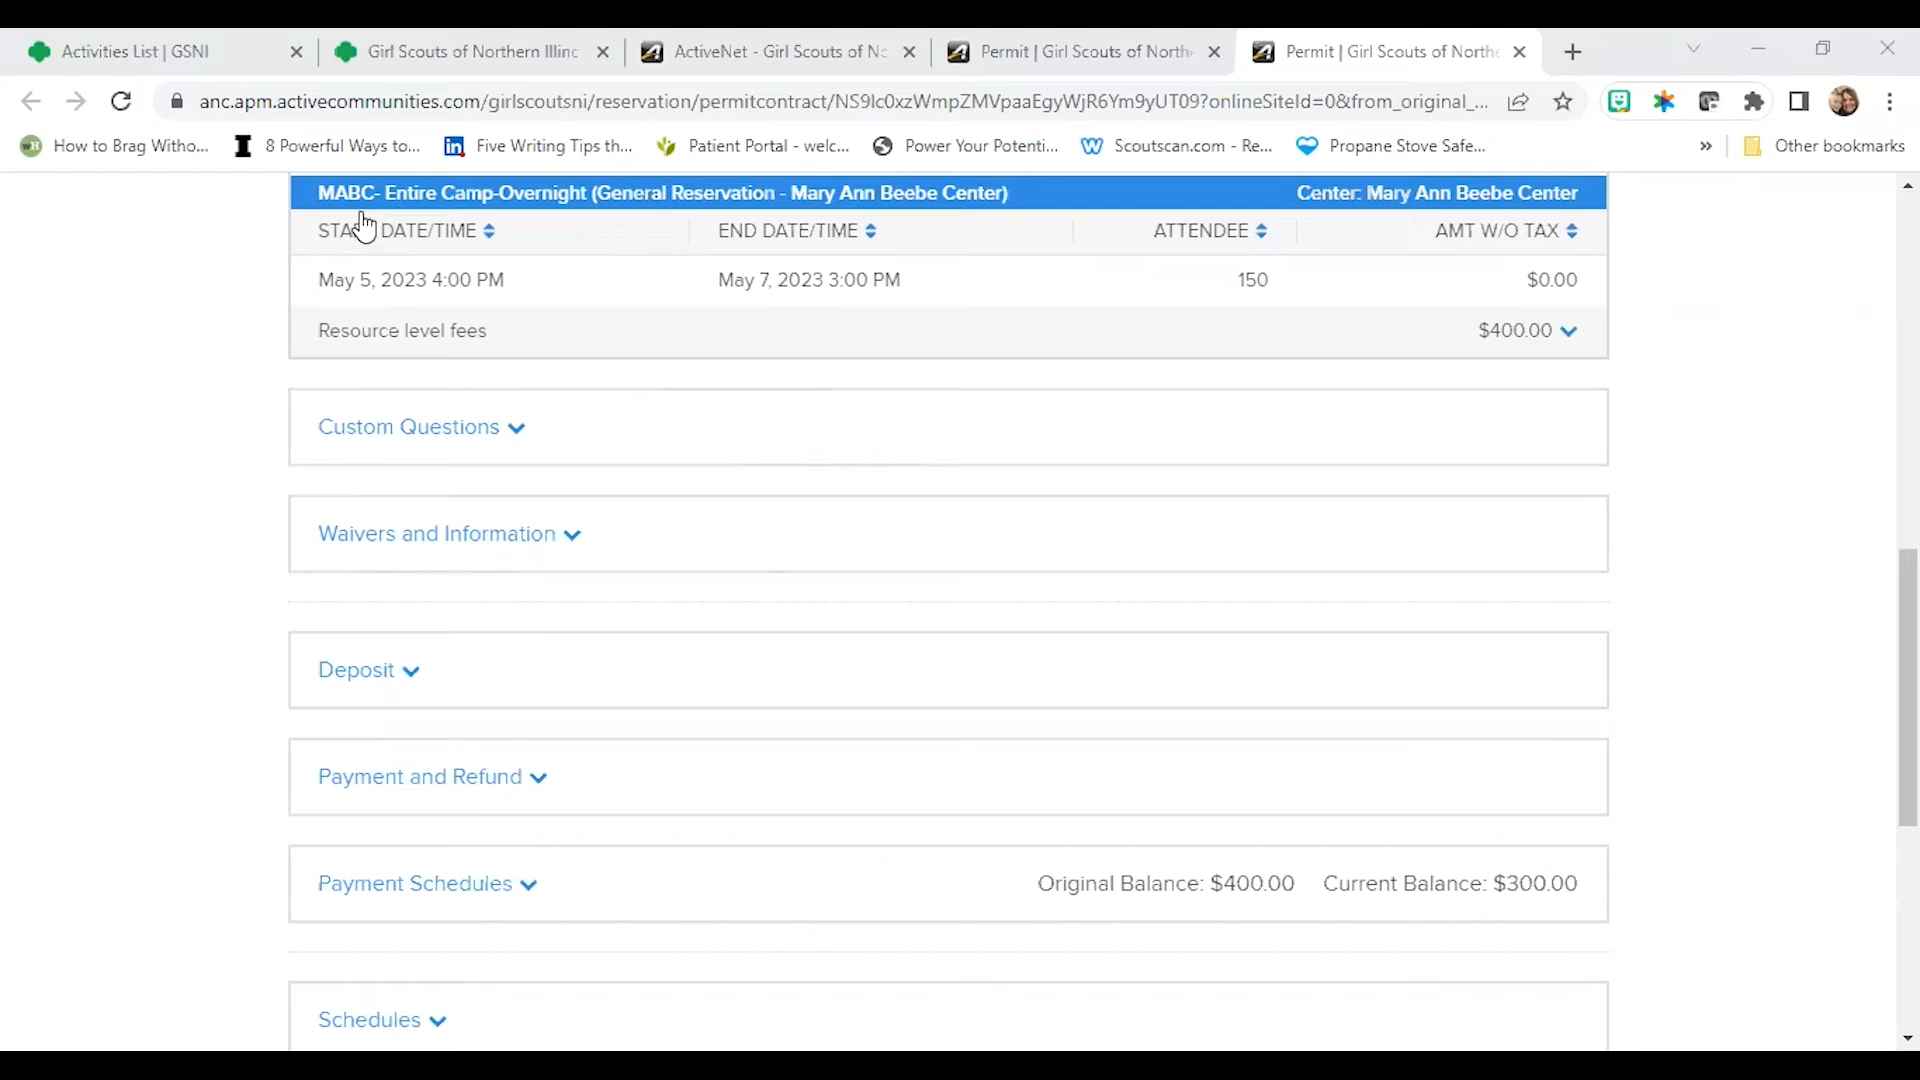 Activities List | GSNI
Girl Scouts of Northern Illinc
ActiveNet - Girl Scouts of Nc
Permit | Girl Scouts of North
Permit | Girl Scouts of Northe
anc.apm.activecommunities.com/girlscoutsni/reservation/permitcontract/NS9Ic0xzWmpZMVpaaEgyWjR6Ym9yUT09?onlineSiteId=0&from_original_...
How to Brag Witho...
8 Powerful Ways to...
Five Writing Tips th...
Patient Portal - welc...
Power Your Potenti...
Scoutscan.com - Re...
Propane Stove Safe...
»
Other bookmarks
MABC- Entire Camp-Overnight (General Reservation - Mary Ann Beebe Center) Center: Mary Ann Beebe Center
STA DATE/TIME END DATE/TIME ATTENDEE AMT W/O TAX
May 5, 2023 4:00 PM May 7, 2023 3:00 PM 150 $0.00
Resource level fees $400.00
Custom Questions
Waivers and Information
Deposit
Payment and Refund
Payment Schedules Original Balance: $400.00 Current Balance: $300.00
Schedules